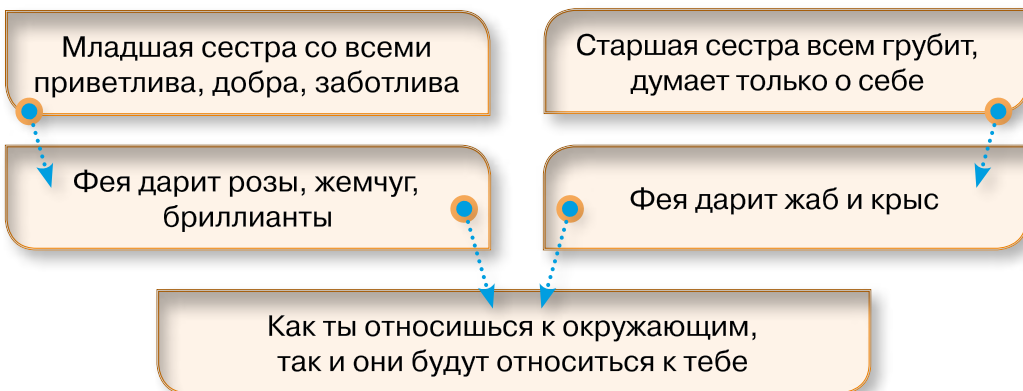 Младшая сестра со всеми
приветлива, добра, заботлива
Старшая сестра всем грубит,
думает только о себе
Фея дарит розы, жемчуг,
бриллианты
Фея дарит жаб и крыс
Как ты относишься к окружающим,
так и они будут относиться к тебе